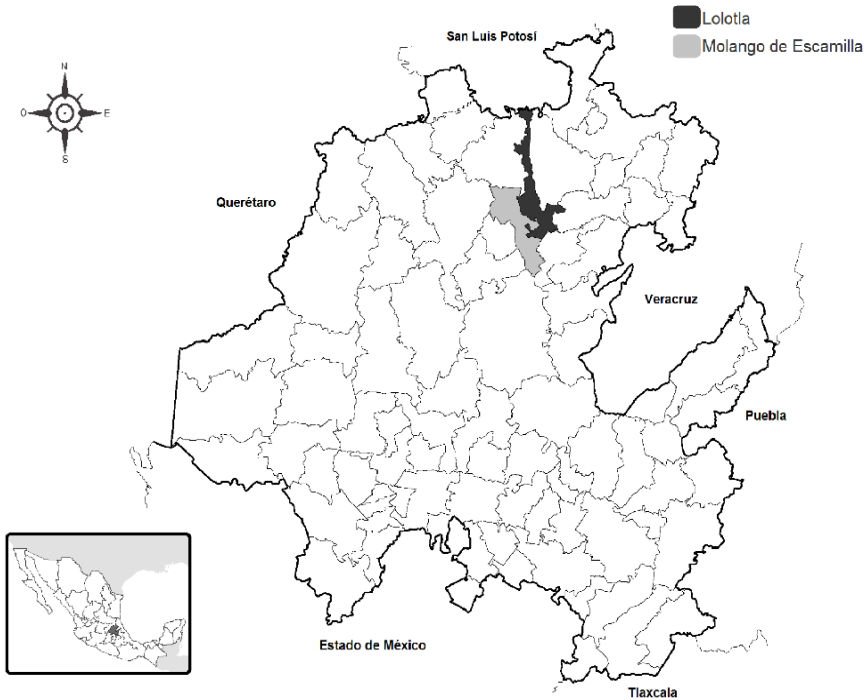 Lolotla
San Luis Potosí
Molango de Escamilla
N
O
E
S
Querétaro
Veracruz
Puebla
Estado de México
Tlaxcala